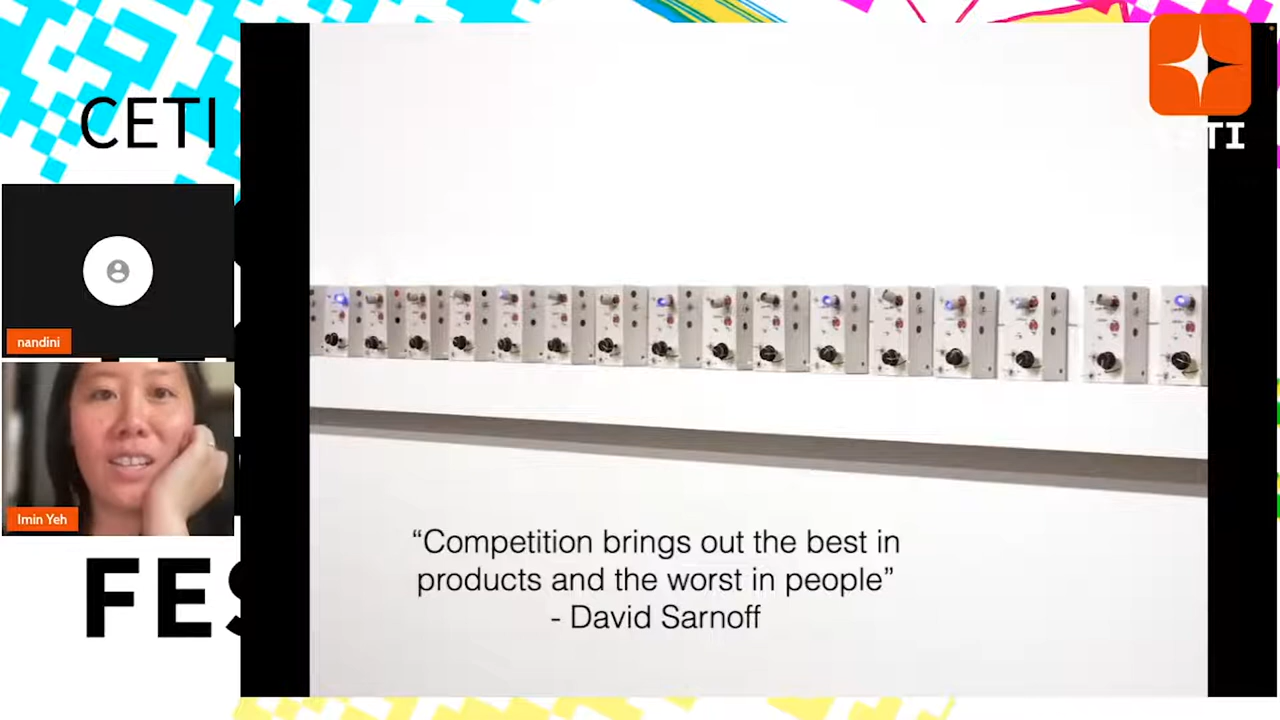 CETI
TI
nandini
Imin Yeh
FES
“Competition brings out the best in
products and the worst in people”
- David Sarnoff